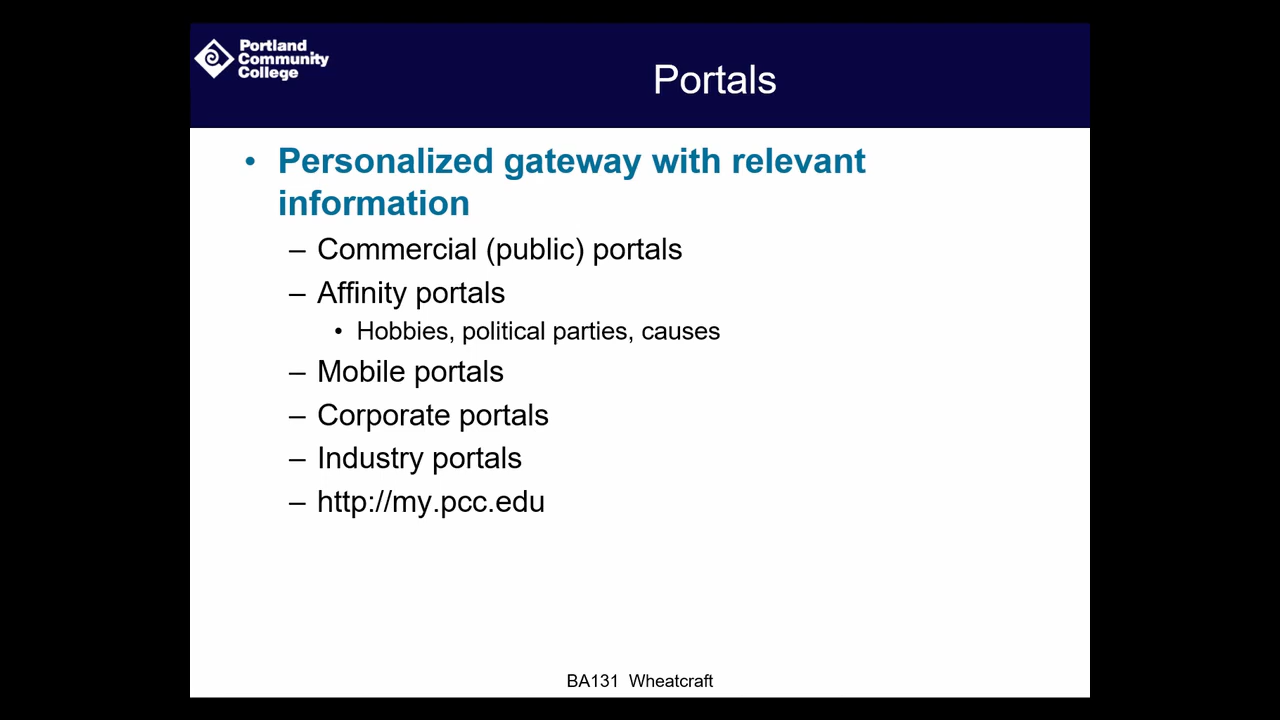 Portland
Community
College
Portals
• Personalized gateway with relevant
information
– Commercial (public) portals
– Affinity portals
• Hobbies, political parties, causes
– Mobile portals
– Corporate portals
– Industry portals
– http://my.pcc.edu
BA131 Wheatcraft